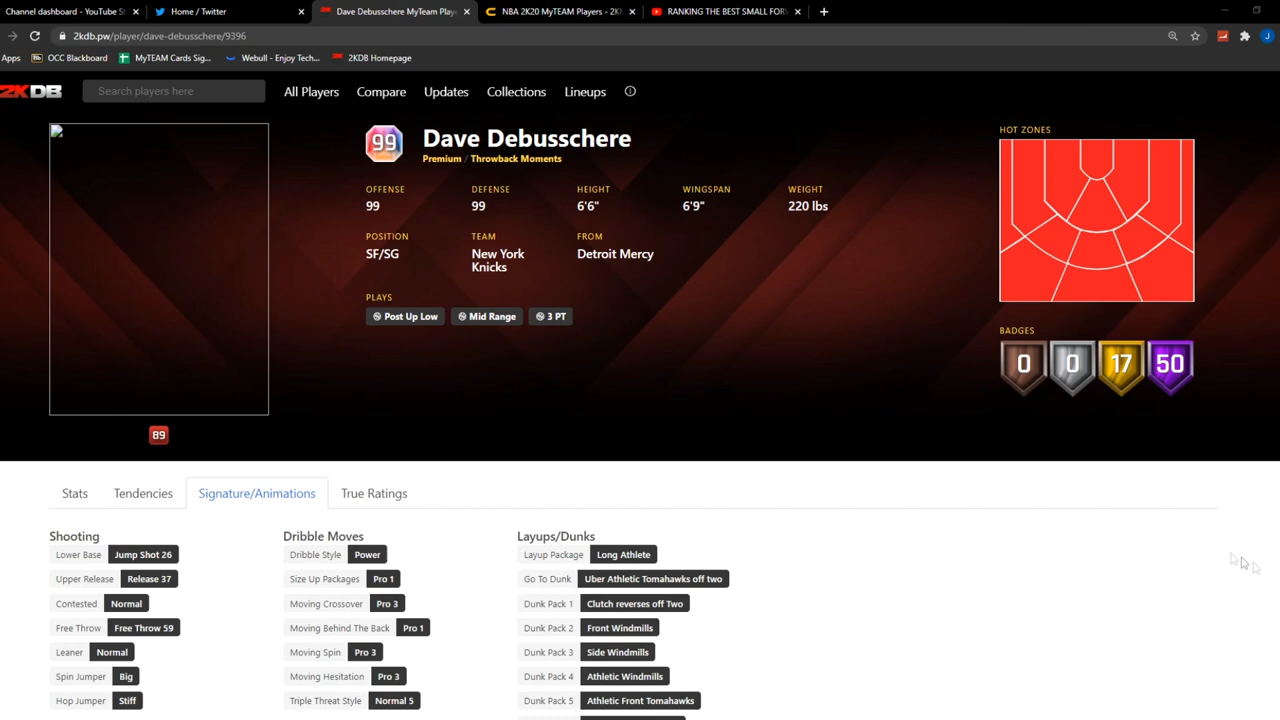 Channel dashboard - YouTube St
Home / Twitter
Dave Debusschere MyTeam Play
NBA 2K20 MyTEAM Players - 2K
RANKING THE BEST SMALL FOR
2kdb.pw/player/dave-debusschere/9396
J
Apps
OCC Blackboard
MyTEAM Cards Sig...
Webull - Enjoy Tech...
2KDB Homepage
2KDB
Search players here
All Players
Compare
Updates
Collections
Lineups
99
Dave Debusschere
Premium / Throwback Moments
OFFENSE
DEFENSE
HEIGHT
WINGSPAN
WEIGHT
99
99
6'6"
6'9"
220 lbs
POSITION
TEAM
FROM
SF/SG
New York
Knicks
Detroit Mercy
PLAYS
Post Up Low
Mid Range
3 PT
HOT ZONES
BADGES
0
0
17
50
89
Stats
Tendencies
Signature/Animations
True Ratings
Shooting
Lower Base Jump Shot 26
Upper Release Release 37
Contested Normal
Free Throw Free Throw 59
Leaner Normal
Spin Jumper Big
Hop Jumper Stiff
Dribble Moves
Dribble Style Power
Size Up Packages Pro 1
Moving Crossover Pro 3
Moving Behind The Back Pro 1
Moving Spin Pro 3
Moving Hesitation Pro 3
Triple Threat Style Normal 5
Layups/Dunks
Layup Package Long Athlete
Go To Dunk Uber Athletic Tomahawks off two
Dunk Pack 1 Clutch reverses off Two
Dunk Pack 2 Front Windmills
Dunk Pack 3 Side Windmills
Dunk Pack 4 Athletic Windmills
Dunk Pack 5 Athletic Front Tomahawks